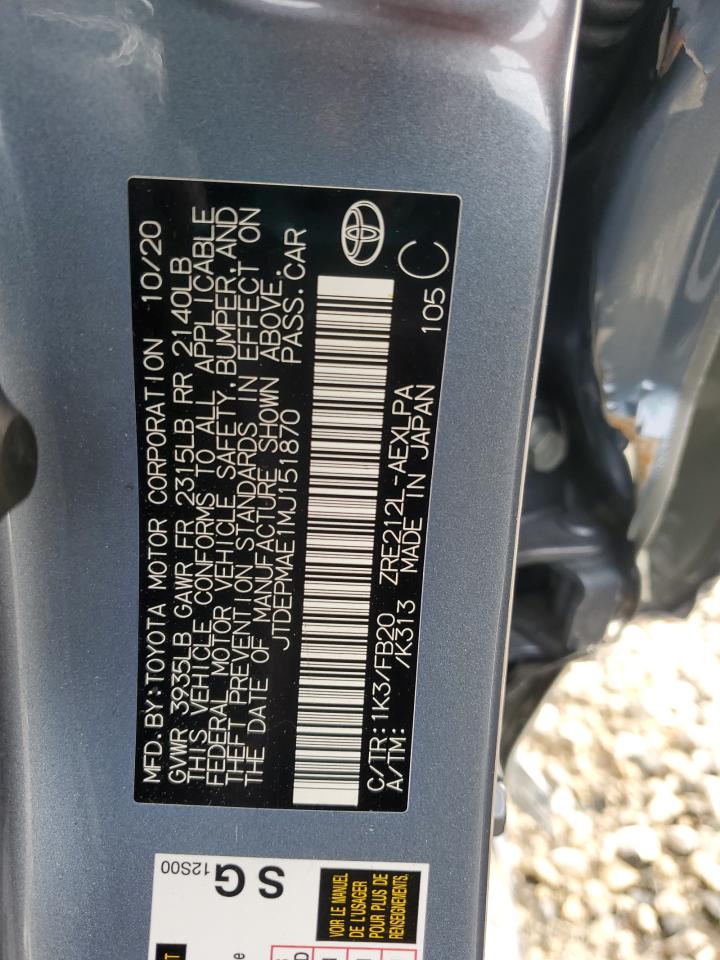 MFD.BY:TOYOTA MOTOR CORPORATION 10/20
GVWR 3935LB GAWR FR 2315LB RR 2140LB
THIS VEHICLE CONFORMS TO ALL APPLICABLE
FEDERAL MOTOR VEHICLE SAFETY,BUMPER,AND
THEFT PREVENTION STANDARDS IN EFFECT ON
THE DATE OF MANUFACTURE SHOWN ABOVE.
JTDEPMAE1MJ151870 PASS.CAR
C/TR:1K3/FB20 ZRE212L-AEXLPA
A/TM: /K313 MADE IN JAPAN
105 C
12S00
SG
VOIR LE MANUEL
DE L'USAGER
POUR PLUS DE
RENSEIGNEMENTS.